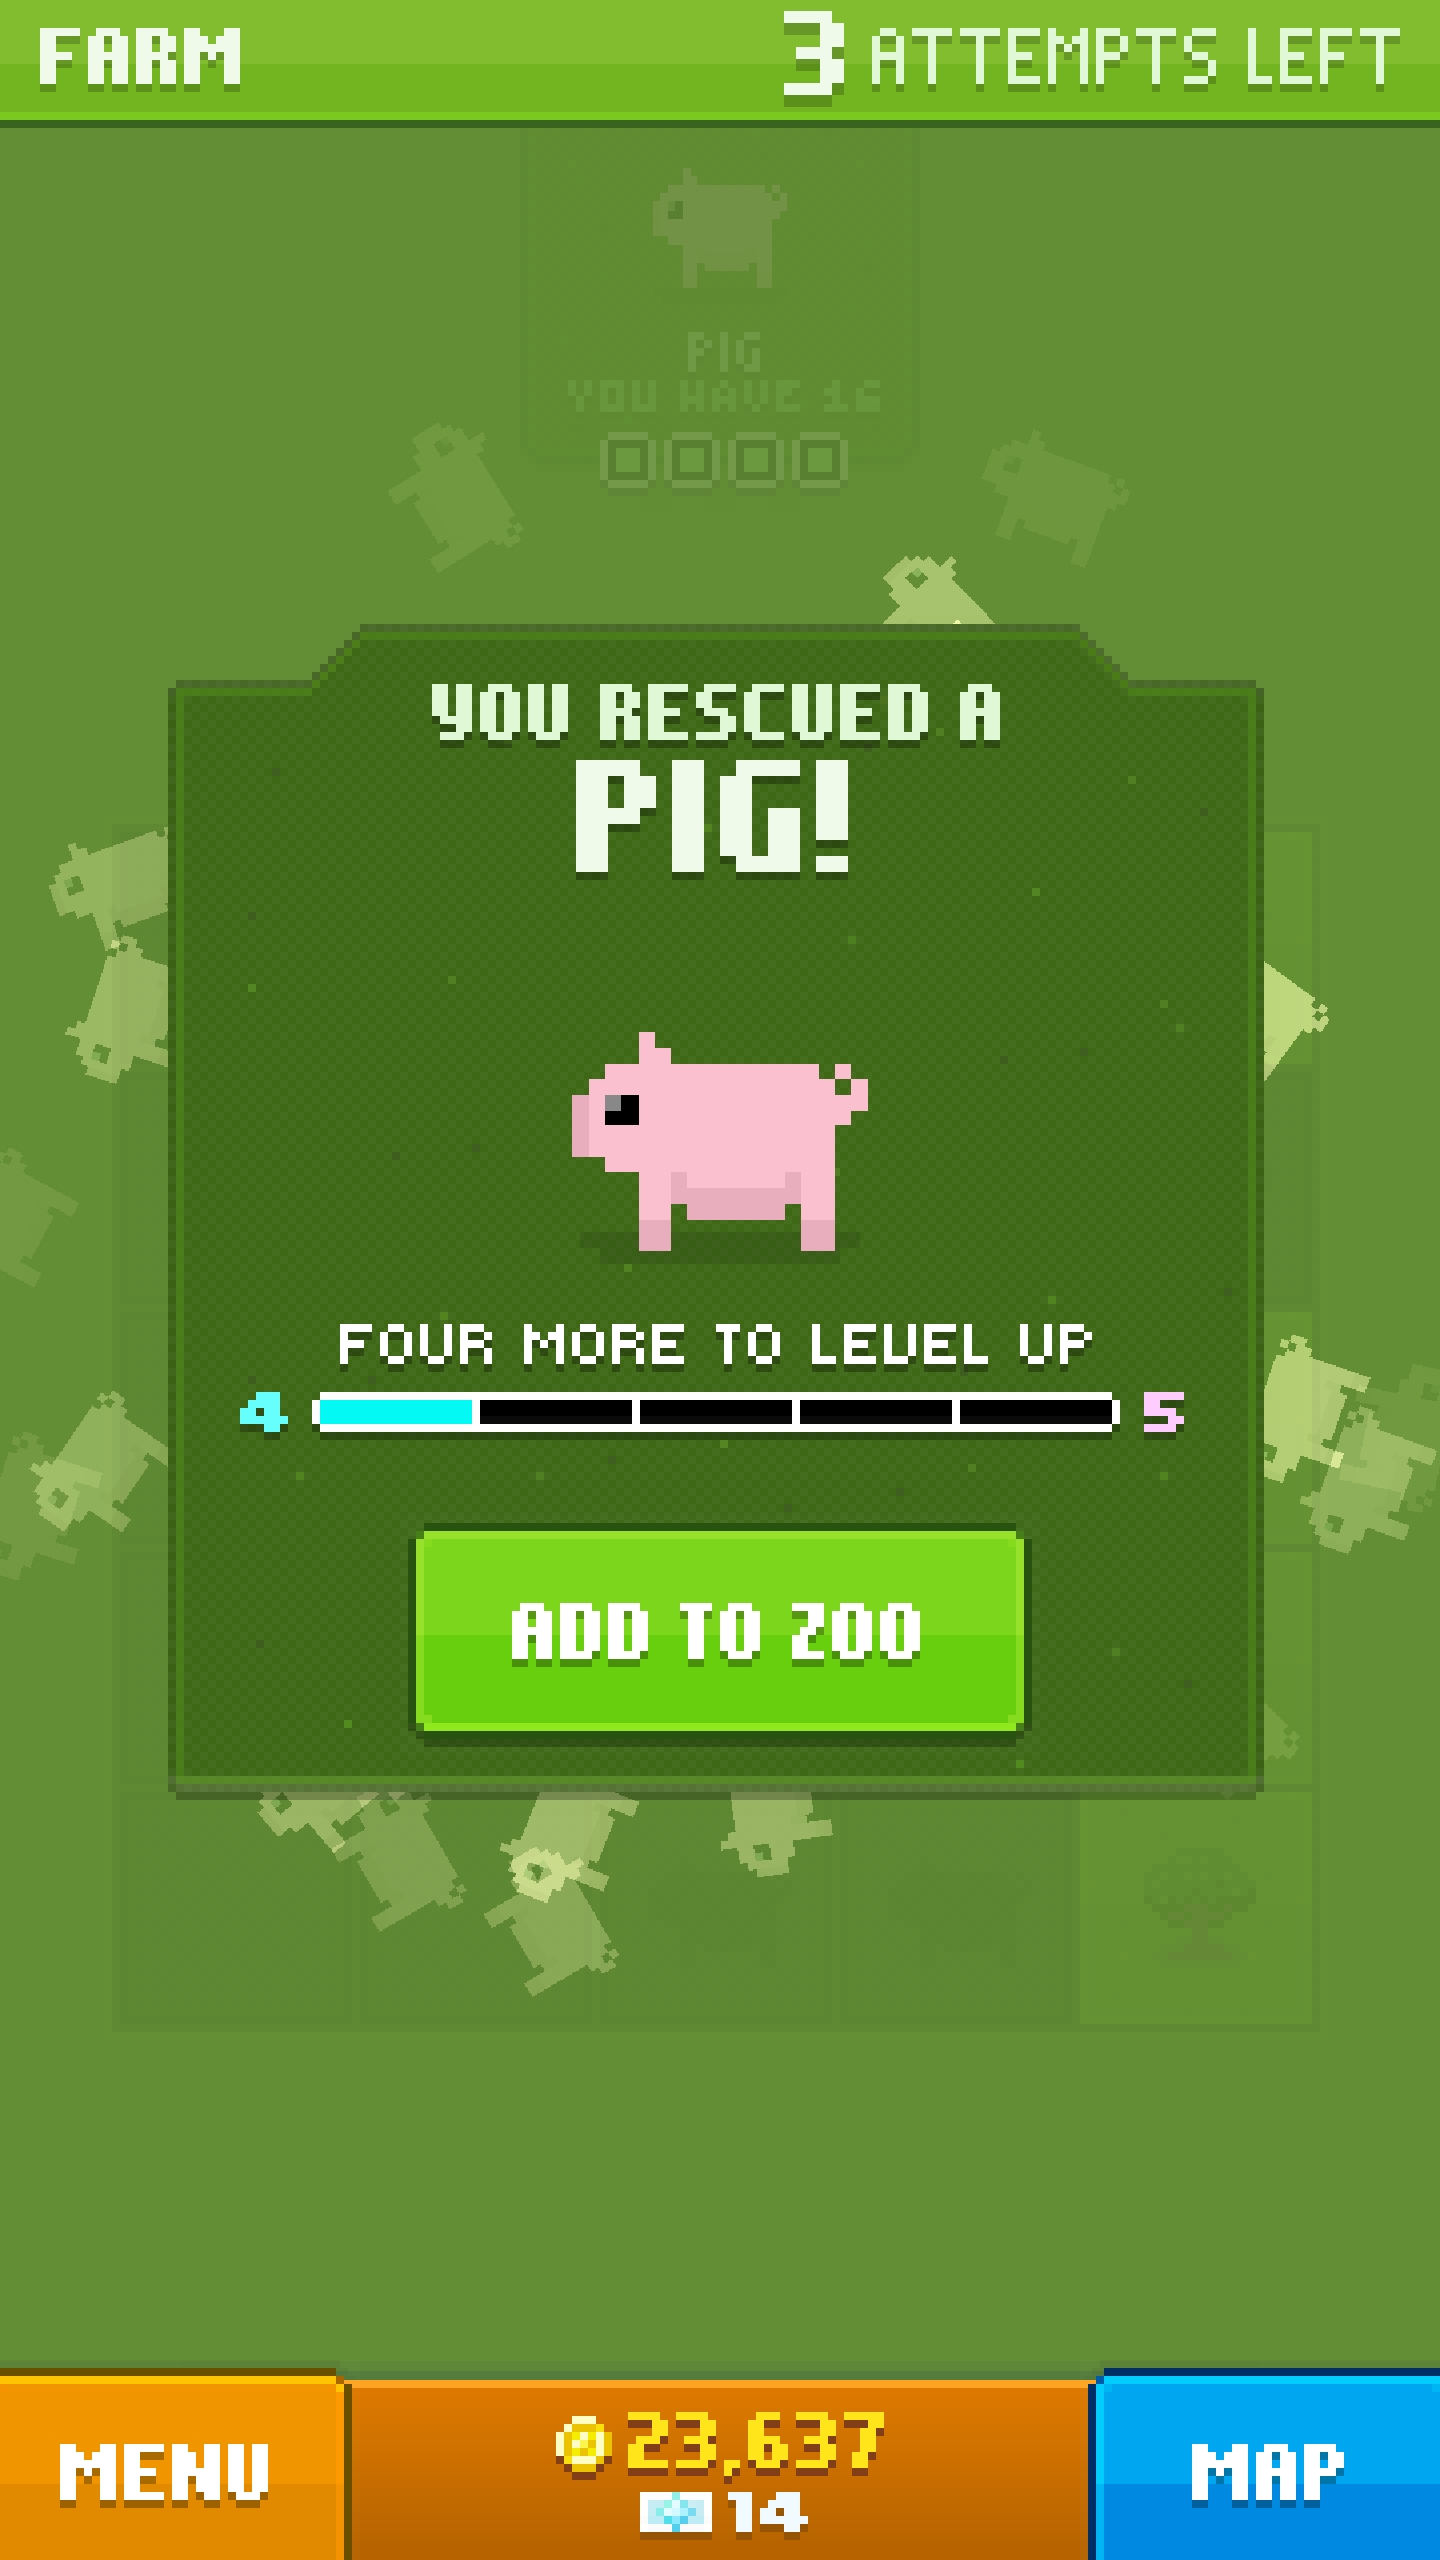 FARM
3 ATTEMPTS LEFT
PIG
YOU HAVE 16
YOU RESCUED A
PIG!
FOUR MORE TO LEVEL UP
4 5
ADD TO ZOO
MENU
23,637
14
MAP